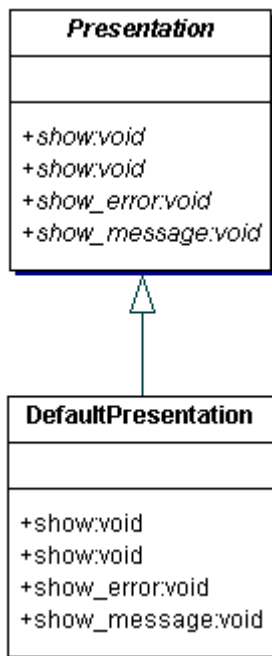 Presentation
+show:void
+show:void
+show_error:void
+show_message:void
DefaultPresentation
+show:void
+show:void
+show_error:void
+show_message:void